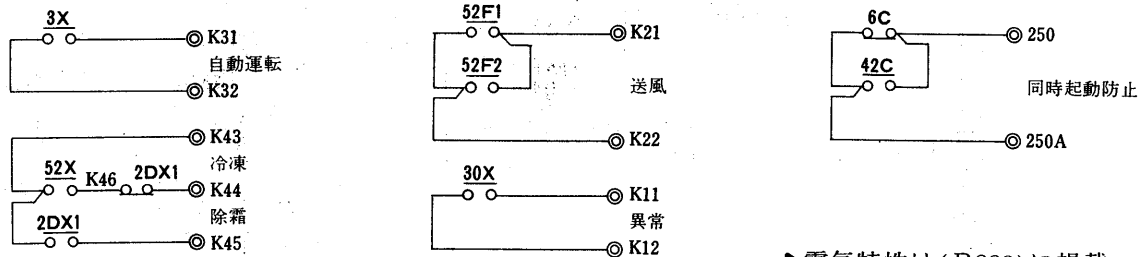 3X
K31
自動運転
K32
K43
冷凍
52X
K46
2DX1
K44
除霜
2DX1
K45
52F1
K21
52F2
送風
K22
30X
K11
異常
K12
6C
250
42C
同時起動防止
250A